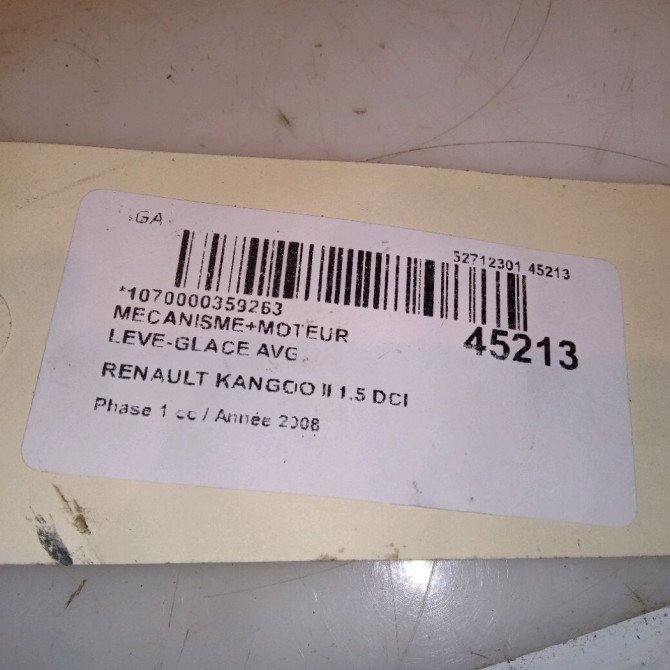 52712301 45213
*1070000359263
45213
MECANISME+MOTEUR
LEVE-GLACE AVG
RENAULT KANGOO II 1.5 DCI
Phase 1 cc / Année 2008